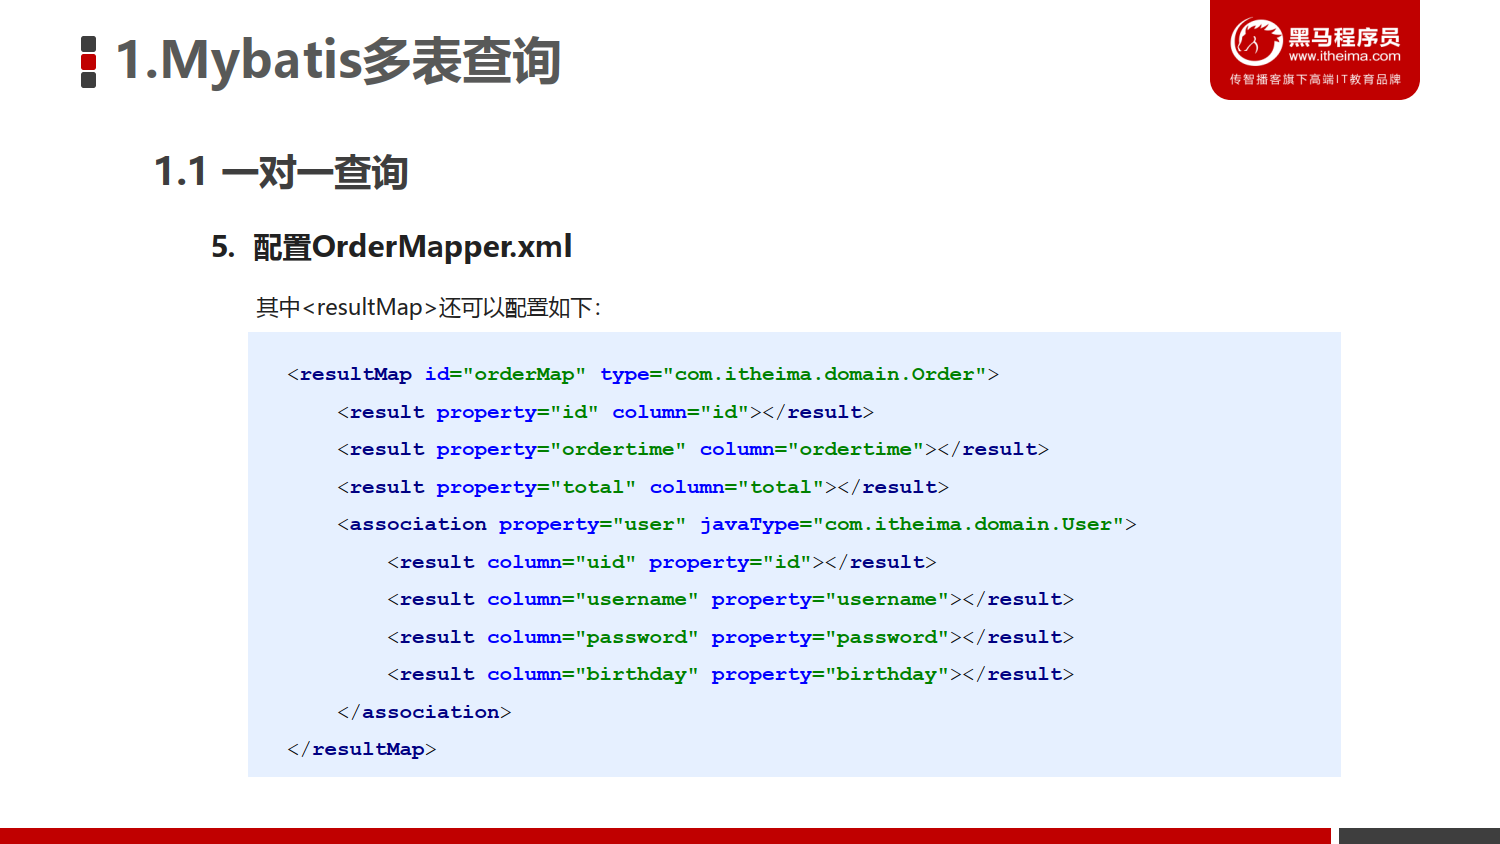 1.Mybatis多表查询
黑马程序员
www.itheima.com
传智播客旗下高端IT教育品牌
1.1 一对一查询
5. 配置OrderMapper.xml
其中<resultMap>还可以配置如下：
<resultMap id="orderMap" type="com.itheima.domain.Order">
    <result property="id" column="id"></result>
    <result property="ordertime" column="ordertime"></result>
    <result property="total" column="total"></result>
    <association property="user" javaType="com.itheima.domain.User">
        <result column="uid" property="id"></result>
        <result column="username" property="username"></result>
        <result column="password" property="password"></result>
        <result column="birthday" property="birthday"></result>
    </association>
</resultMap>